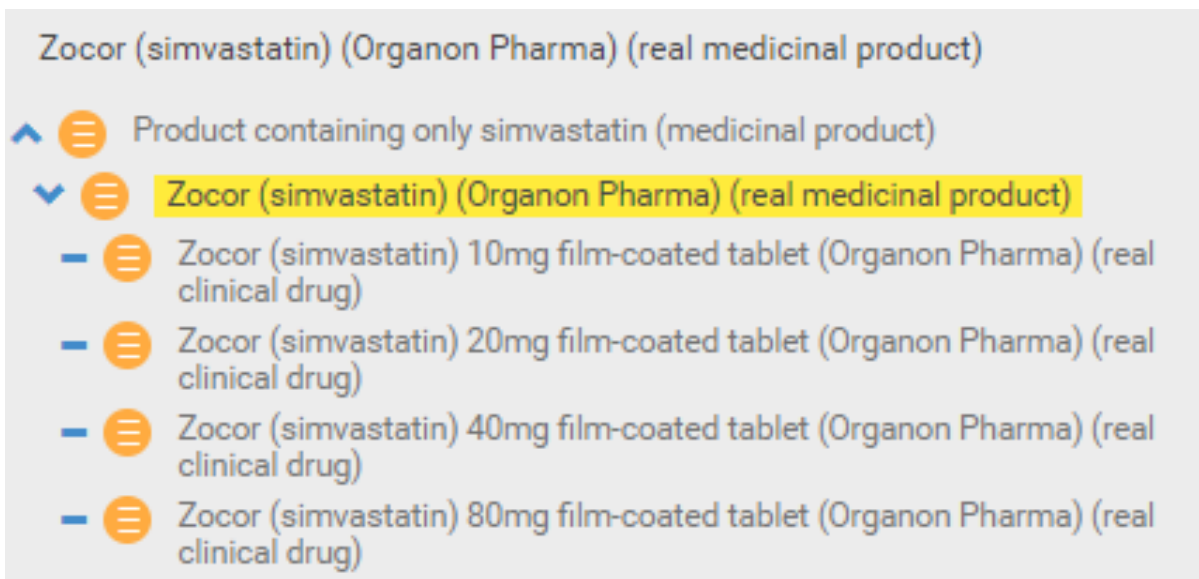 Zocor (simvastatin) (Organon Pharma) (real medicinal product)
Product containing only simvastatin (medicinal product)
Zocor (simvastatin) (Organon Pharma) (real medicinal product)
Zocor (simvastatin) 10mg film-coated tablet (Organon Pharma) (real
clinical drug)
Zocor (simvastatin) 20mg film-coated tablet (Organon Pharma) (real
clinical drug)
Zocor (simvastatin) 40mg film-coated tablet (Organon Pharma) (real
clinical drug)
Zocor (simvastatin) 80mg film-coated tablet (Organon Pharma) (real
clinical drug)